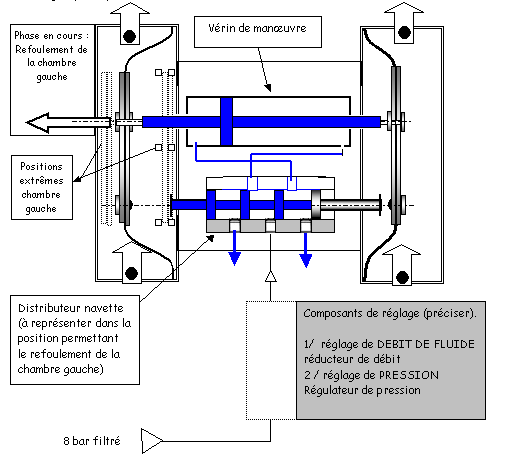 Phase en cours :
Refoulement de
la chambre
gauche
Vérin de manœuvre
Positions
extrêmes
chambre
gauche
Distributeur navette
(à représenter dans la
position permettant
le refoulement de la
chambre gauche)
Composants de réglage (préciser).
1/ réglage de DEBIT DE FLUIDE
réducteur de débit
2 / réglage de PRESSION
Régulateur de pression
8 bar filtré